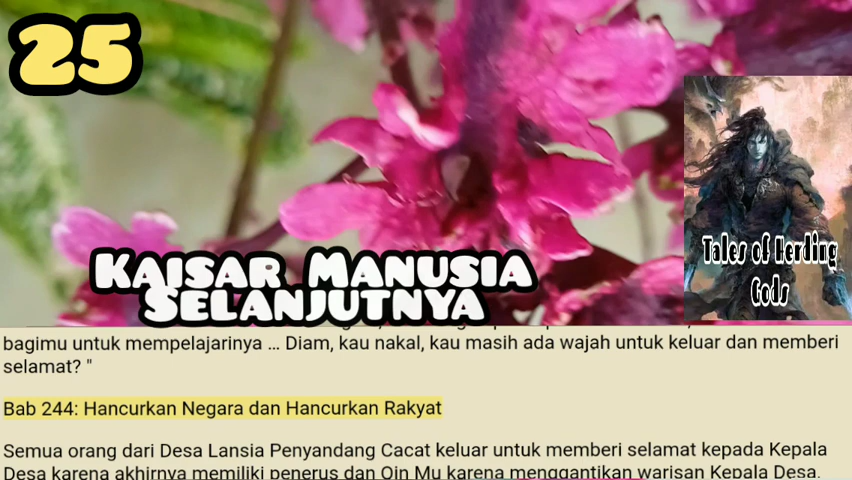 25
Tales of Herding
Gods
KAISAR MANUSIA
SELANJUTNYA
bagimu untuk mempelajarinya ... Diam, kau nakal, kau masih ada wajah untuk keluar dan memberi
selamat? "
Bab 244: Hancurkan Negara dan Hancurkan Rakyat
Semua orang dari Desa Lansia Penyandang Cacat keluar untuk memberi selamat kepada Kepala
Desa karena akhirnya memiliki penerus dan Qin Mu karena menggantikan warisan Kepala Desa.